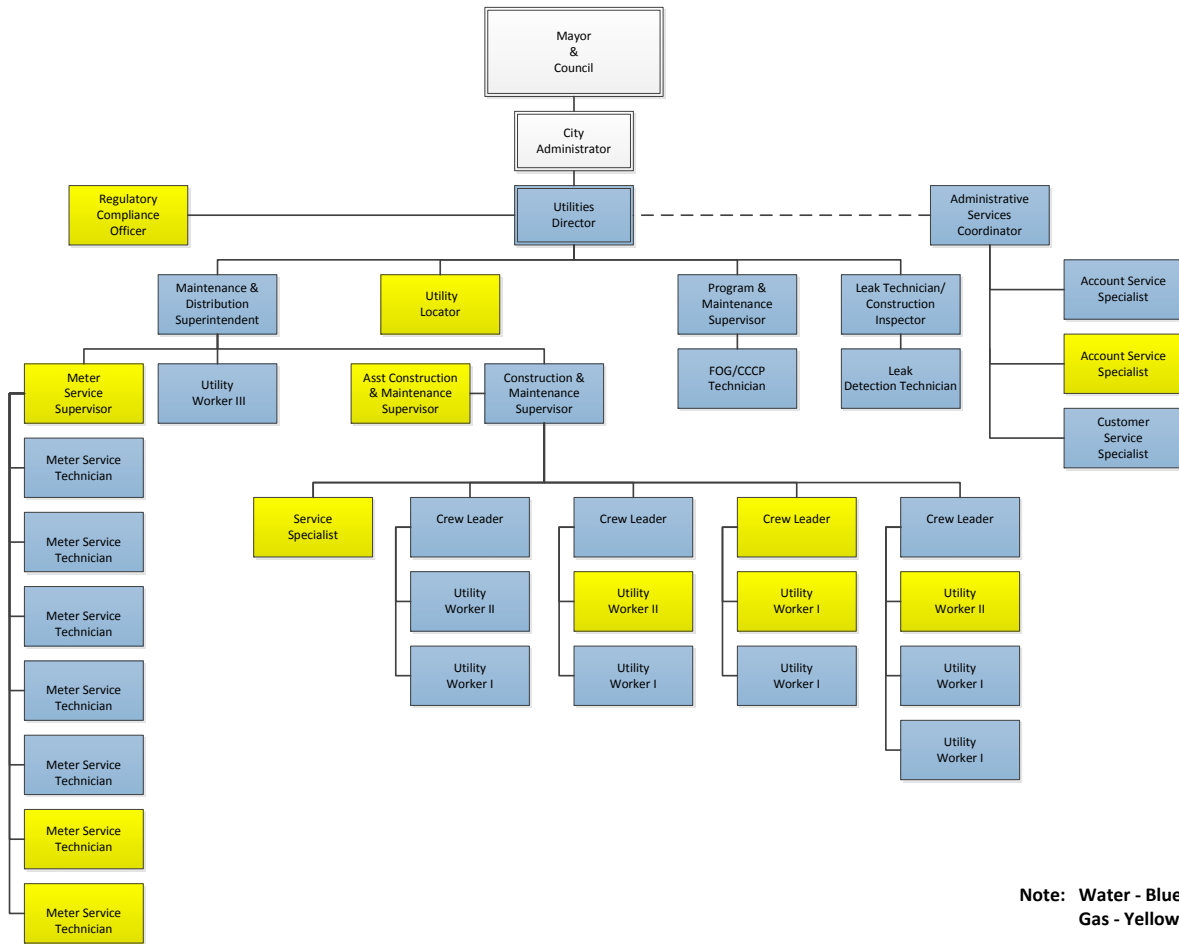 Mayor
&
Council
City
Administrator
Regulatory
Compliance
Officer
Utilities
Director
Administrative
Services
Coordinator
Maintenance &
Distribution
Superintendent
Utility
Locator
Program &
Maintenance
Supervisor
Leak Technician/
Construction
Inspector
Account Service
Specialist
Meter
Service
Supervisor
Utility
Worker III
Asst Construction
& Maintenance
Supervisor
Construction &
Maintenance
Supervisor
FOG/CCCP
Technician
Leak
Detection Technician
Account Service
Specialist
Customer
Service
Specialist
Meter Service
Technician
Meter Service
Technician
Meter Service
Technician
Meter Service
Technician
Meter Service
Technician
Meter Service
Technician
Meter Service
Technician
Service
Specialist
Crew Leader
Utility
Worker II
Utility
Worker I
Crew Leader
Utility
Worker II
Utility
Worker I
Crew Leader
Utility
Worker I
Utility
Worker I
Crew Leader
Utility
Worker II
Utility
Worker I
Utility
Worker I
Note: Water - Blue
Gas - Yellow